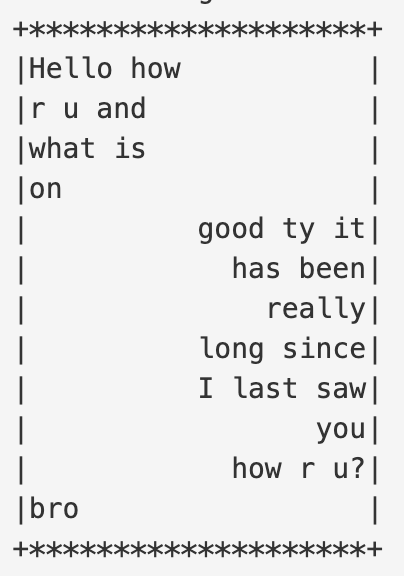 +********************+
|Hello how           |
|r u and             |
|what is             |
|on                  |
|          good ty it|
|            has been|
|              really|
|          long since|
|          I last saw|
|                 you|
|            how r u?|
|bro                 |
+********************+